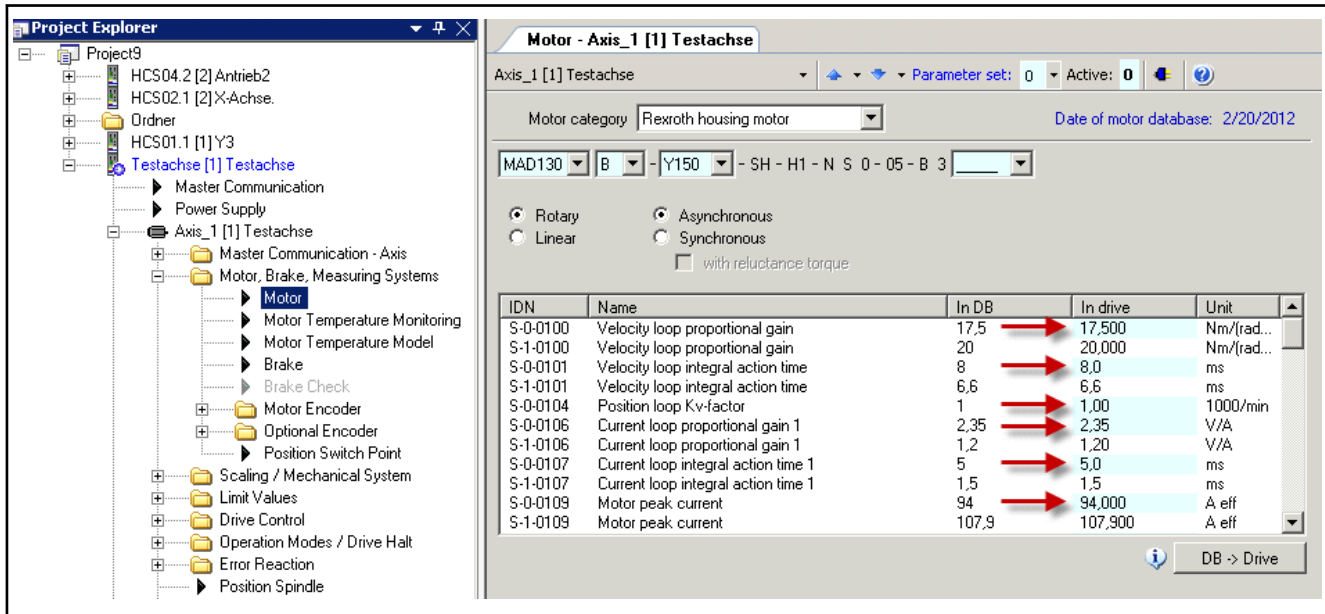 Project Explorer
Project9
HCS04.2 [2] Antrieb2
HCS02.1 [2] X-Achse.
Ordner
HCS01.1 [1] Y3
Testachse [1] Testachse
Master Communication
Power Supply
Axis_1 [1] Testachse
Master Communication - Axis
Motor, Brake, Measuring Systems
Motor
Motor Temperature Monitoring
Motor Temperature Model
Brake
Brake Check
Motor Encoder
Optional Encoder
Position Switch Point
Scaling / Mechanical System
Limit Values
Drive Control
Operation Modes / Drive Halt
Error Reaction
Position Spindle
Motor - Axis_1 [1] Testachse
Axis_1 [1] Testachse Parameter set: 0 Active: 0
Motor category Rexroth housing motor Date of motor database: 2/20/2012
MAD130 B - Y150 - SH - H1 - N S 0 - 05 - B 3 _____
Rotary Asynchronous
Linear Synchronous
with reluctance torque
IDN Name In DB In drive Unit
S-0-0100 Velocity loop proportional gain 17,5 17,500 Nm/(rad...
S-1-0100 Velocity loop proportional gain 20 20,000 Nm/(rad...
S-0-0101 Velocity loop integral action time 8 8,0 ms
S-1-0101 Velocity loop integral action time 6,6 6,6 ms
S-0-0104 Position loop Kv-factor 1 1,00 1000/min
S-0-0106 Current loop proportional gain 1 2,35 2,35 V/A
S-1-0106 Current loop proportional gain 1 1,2 1,20 V/A
S-0-0107 Current loop integral action time 1 5 5,0 ms
S-1-0107 Current loop integral action time 1 1,5 1,5 ms
S-0-0109 Motor peak current 94 94,000 A eff
S-1-0109 Motor peak current 107,9 107,900 A eff
DB -> Drive